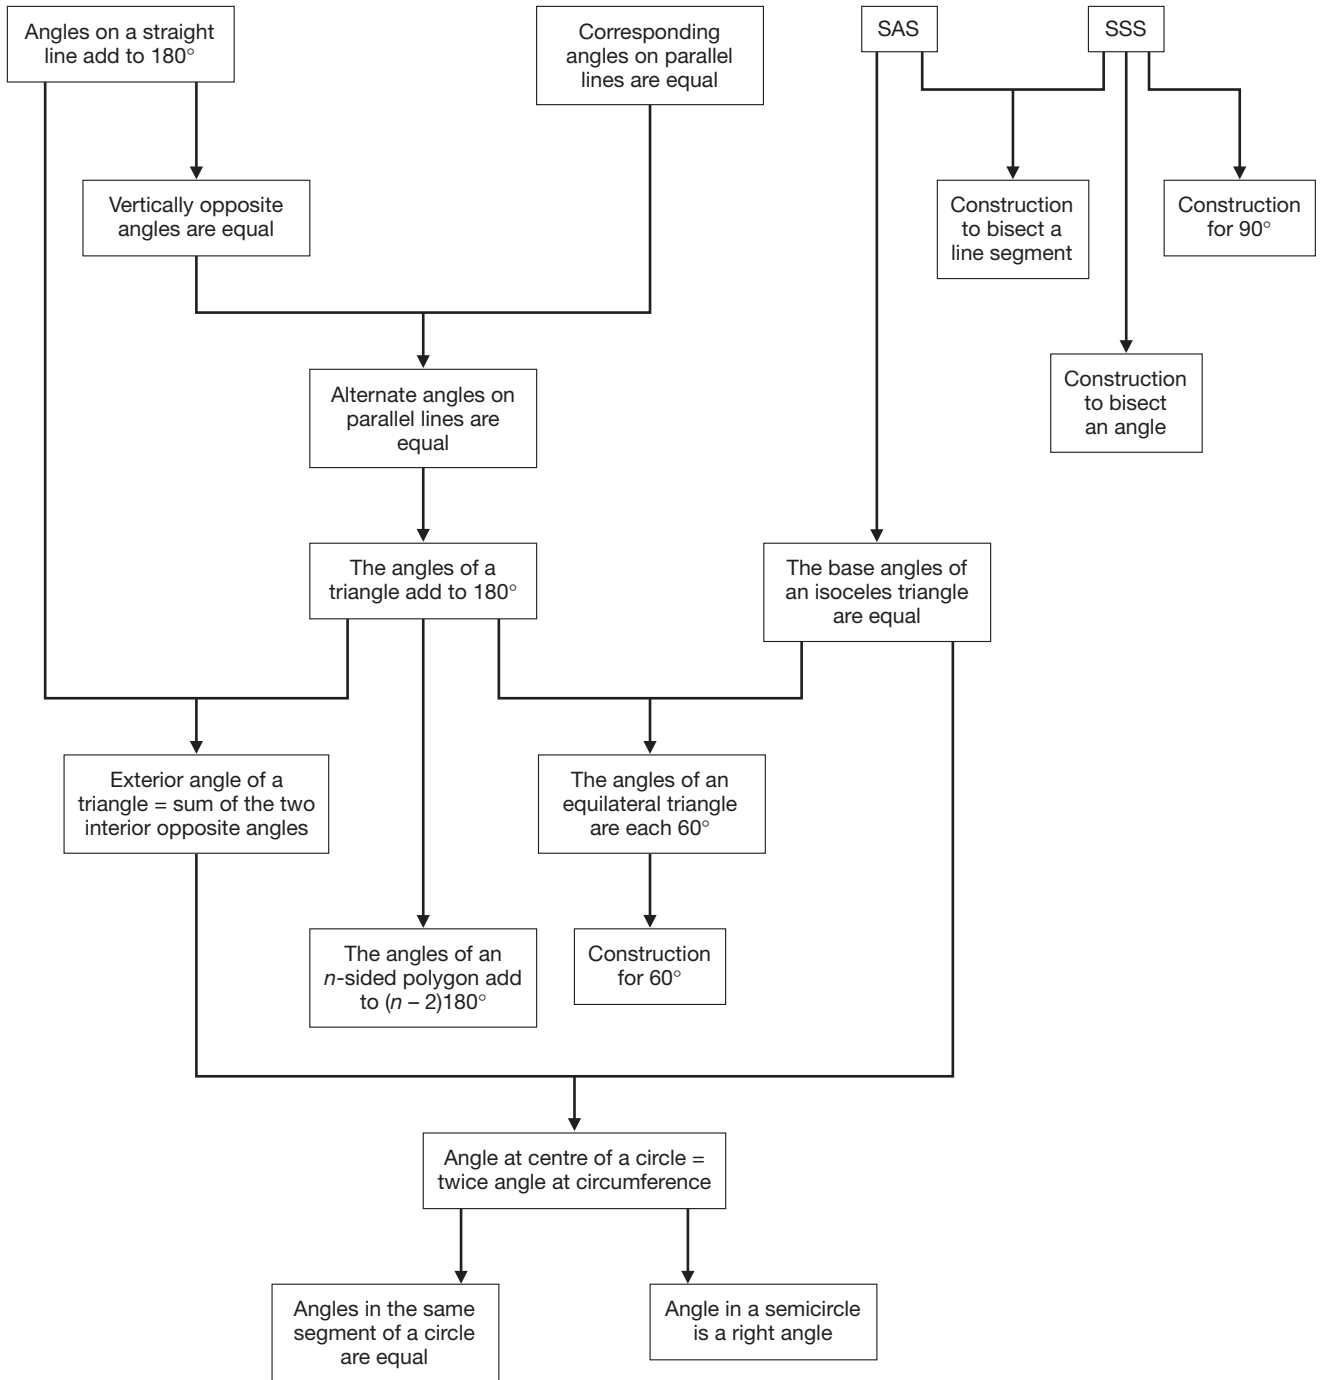 Angles on a straight
line add to 180°
Corresponding
angles on parallel
lines are equal
SAS
SSS
Vertically opposite
angles are equal
Construction
to bisect a
line segment
Construction
for 90°
Alternate angles on
parallel lines are
equal
Construction
to bisect
an angle
The angles of a
triangle add to 180°
The base angles of
an isoceles triangle
are equal
Exterior angle of a
triangle = sum of the two
interior opposite angles
The angles of an
equilateral triangle
are each 60°
The angles of an
n-sided polygon add
to (n – 2)180°
Construction
for 60°
Angle at centre of a circle =
twice angle at circumference
Angles in the same
segment of a circle
are equal
Angle in a semicircle
is a right angle